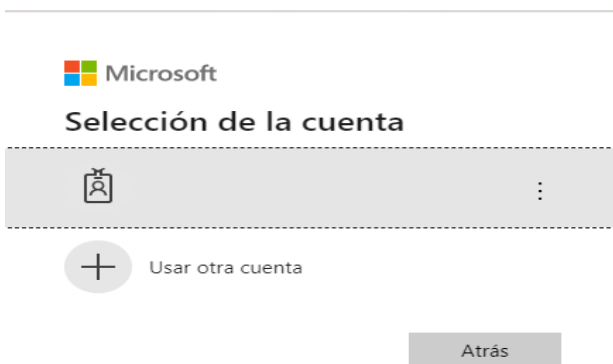 Microsoft
Selección de la cuenta
Usar otra cuenta
Atrás